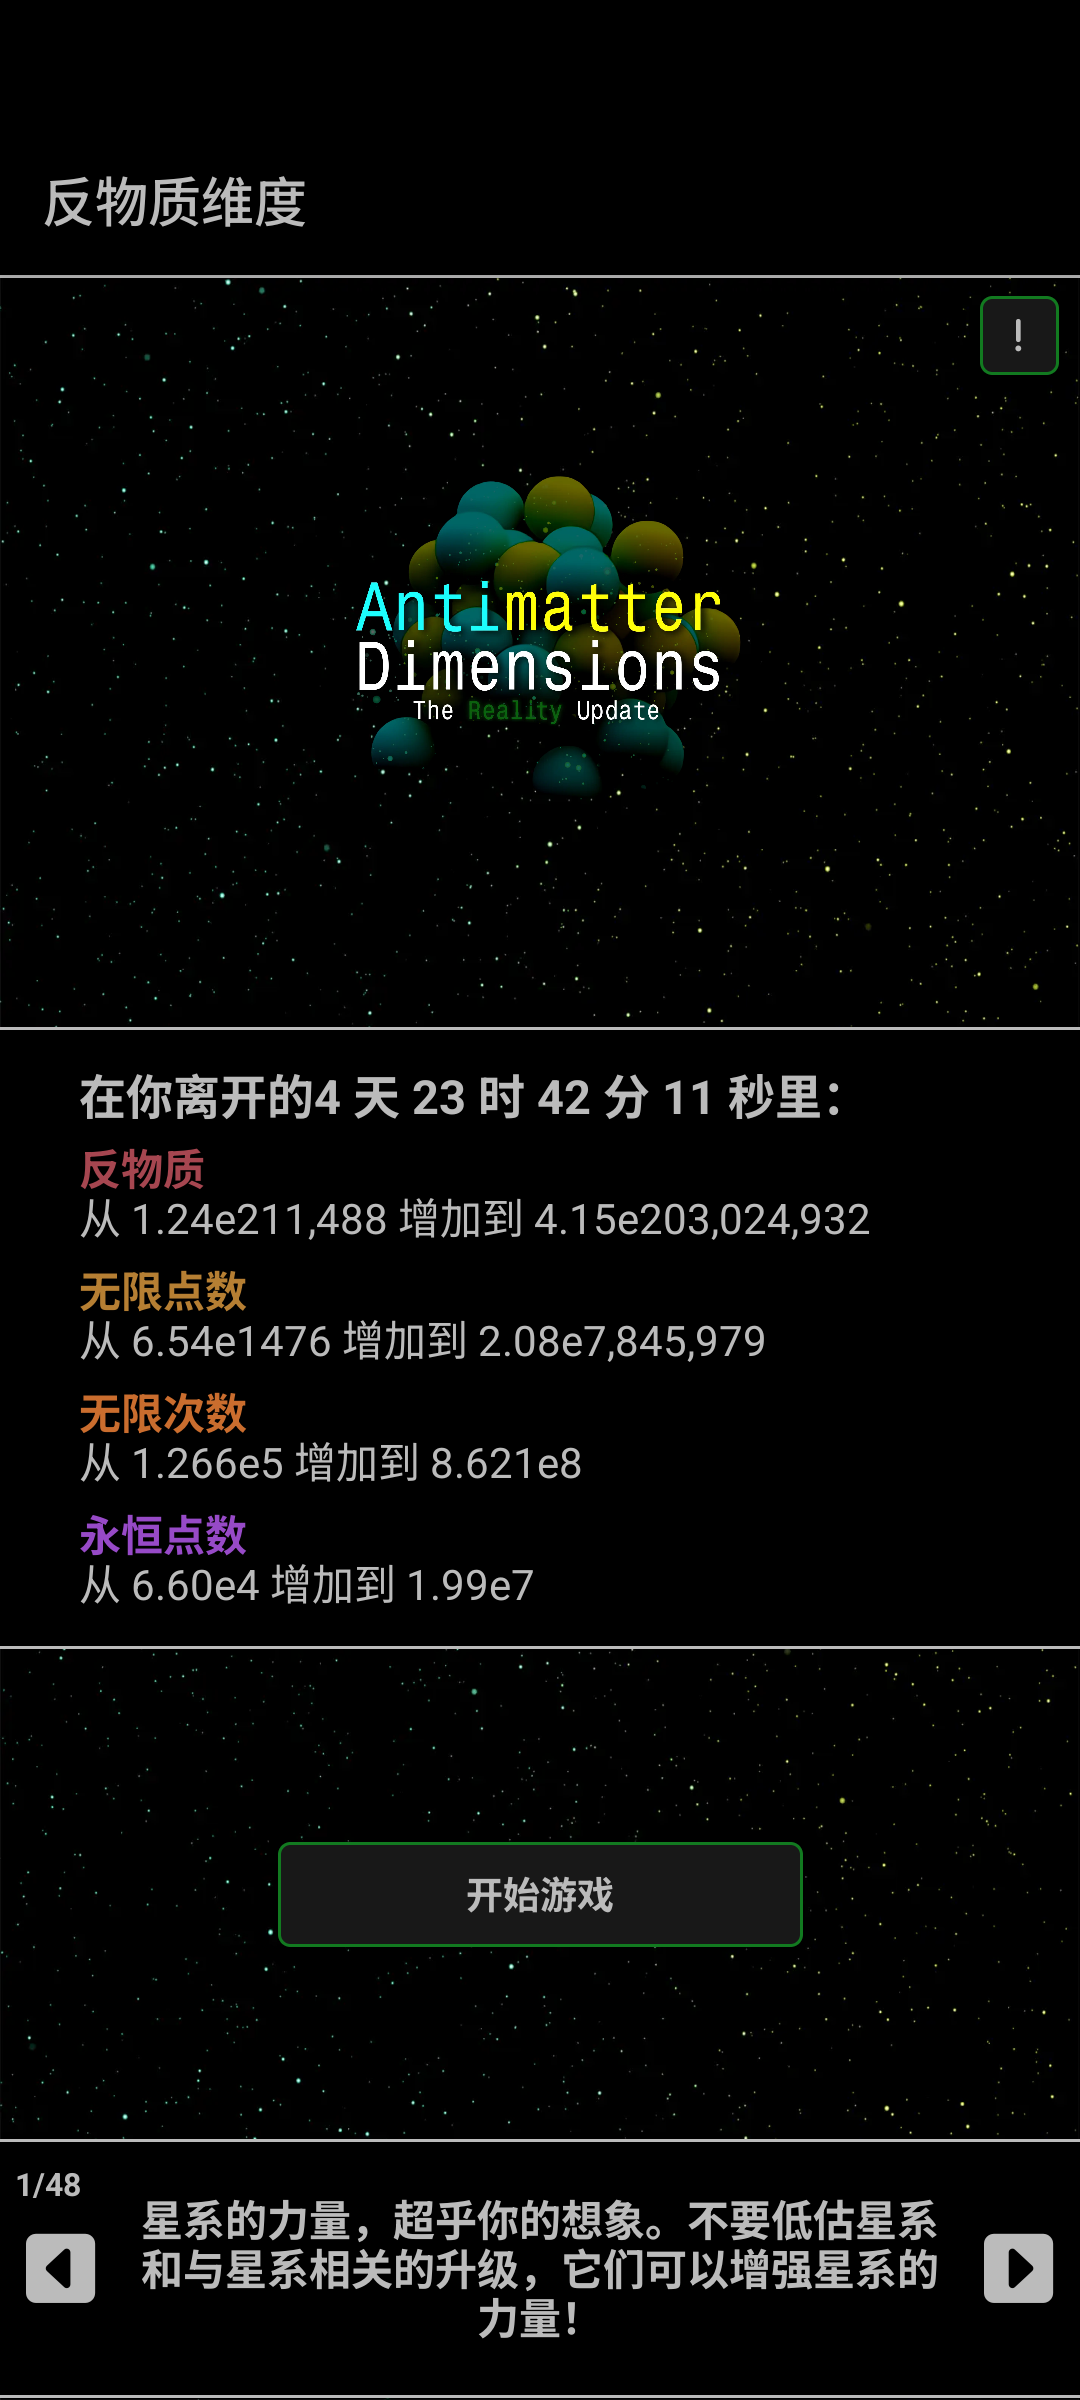 反物质维度
!
Antimatter
Dimensions
The Reality Update
在你离开的4 天 23 时 42 分 11 秒里：
反物质
从 1.24e211,488 增加到 4.15e203,024,932
无限点数
从 6.54e1476 增加到 2.08e7,845,979
无限次数
从 1.266e5 增加到 8.621e8
永恒点数
从 6.60e4 增加到 1.99e7
开始游戏
1/48
星系的力量，超乎你的想象。不要低估星系
和与星系相关的升级，它们可以增强星系的
力量！